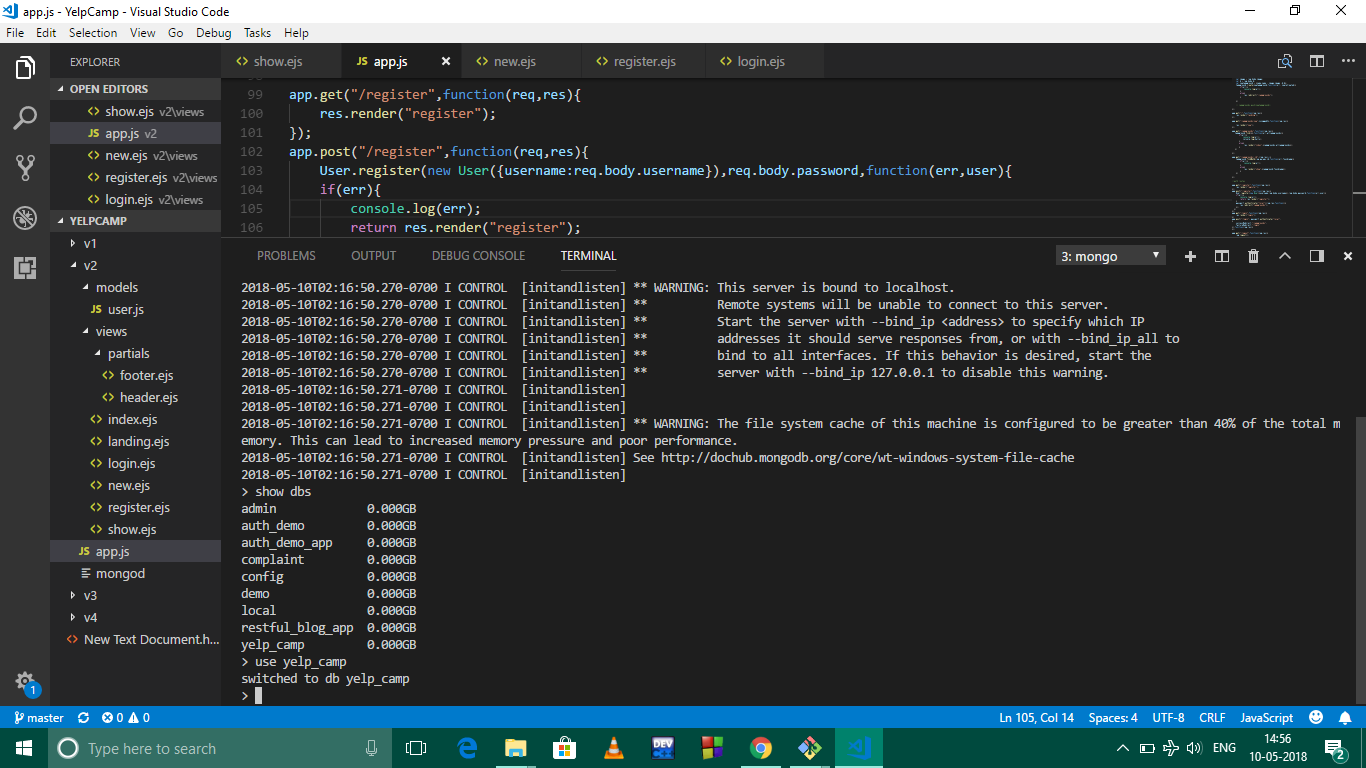 app.js - YelpCamp - Visual Studio Code
File Edit Selection View Go Debug Tasks Help
EXPLORER
OPEN EDITORS
show.ejs v2\views
JS app.js v2
new.ejs v2\views
register.ejs v2\views
login.ejs v2\views
YELPCAMP
v1
v2
models
JS user.js
views
partials
footer.ejs
header.ejs
index.ejs
landing.ejs
login.ejs
new.ejs
register.ejs
show.ejs
JS app.js
mongod
v3
v4
New Text Document.h...
1
show.ejs JS app.js new.ejs register.ejs login.ejs
99 app.get("/register",function(req,res){
100 res.render("register");
101 });
102 app.post("/register",function(req,res){
103 User.register(new User({username:req.body.username}),req.body.password,function(err,user){
104 if(err){
105 console.log(err);
106 return res.render("register");
PROBLEMS OUTPUT DEBUG CONSOLE TERMINAL 3: mongo
2018-05-10T02:16:50.270-0700 I CONTROL [initandlisten] ** WARNING: This server is bound to localhost.
2018-05-10T02:16:50.270-0700 I CONTROL [initandlisten] ** Remote systems will be unable to connect to this server.
2018-05-10T02:16:50.270-0700 I CONTROL [initandlisten] ** Start the server with --bind_ip <address> to specify which IP
2018-05-10T02:16:50.270-0700 I CONTROL [initandlisten] ** addresses it should serve responses from, or with --bind_ip_all to
2018-05-10T02:16:50.270-0700 I CONTROL [initandlisten] ** bind to all interfaces. If this behavior is desired, start the
2018-05-10T02:16:50.270-0700 I CONTROL [initandlisten] ** server with --bind_ip 127.0.0.1 to disable this warning.
2018-05-10T02:16:50.271-0700 I CONTROL [initandlisten]
2018-05-10T02:16:50.271-0700 I CONTROL [initandlisten]
2018-05-10T02:16:50.271-0700 I CONTROL [initandlisten] ** WARNING: The file system cache of this machine is configured to be greater than 40% of the total m
emory. This can lead to increased memory pressure and poor performance.
2018-05-10T02:16:50.271-0700 I CONTROL [initandlisten] See http://dochub.mongodb.org/core/wt-windows-system-file-cache
2018-05-10T02:16:50.271-0700 I CONTROL [initandlisten]
> show dbs
admin 0.000GB
auth_demo 0.000GB
auth_demo_app 0.000GB
complaint 0.000GB
config 0.000GB
demo 0.000GB
local 0.000GB
restful_blog_app 0.000GB
yelp_camp 0.000GB
> use yelp_camp
switched to db yelp_camp
>
master 0 0 Ln 105, Col 14 Spaces: 4 UTF-8 CRLF JavaScript
Type here to search
DEV
ENG
14:56
10-05-2018
2